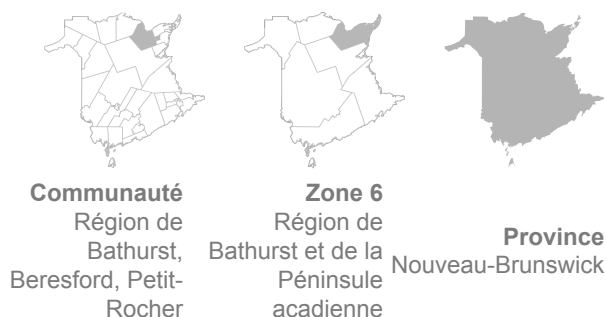 Communauté
Région de
Bathurst,
Beresford, Petit-
Rocher
Zone 6
Région de
Bathurst et de la
Péninsule
acadienne
Province
Nouveau-Brunswick